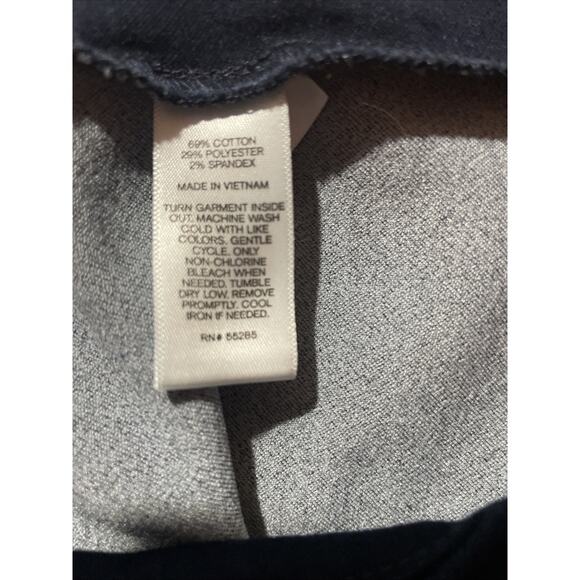 69% COTTON
29% POLYESTER
2% SPANDEX
MADE IN VIETNAM
TURN GARMENT INSIDE
OUT. MACHINE WASH
COLD WITH LIKE
COLORS. GENTLE
CYCLE. ONLY
NON-CHLORINE
BLEACH WHEN
NEEDED. TUMBLE
DRY LOW. REMOVE
PROMPTLY. COOL
IRON IF NEEDED.
RN# 55285